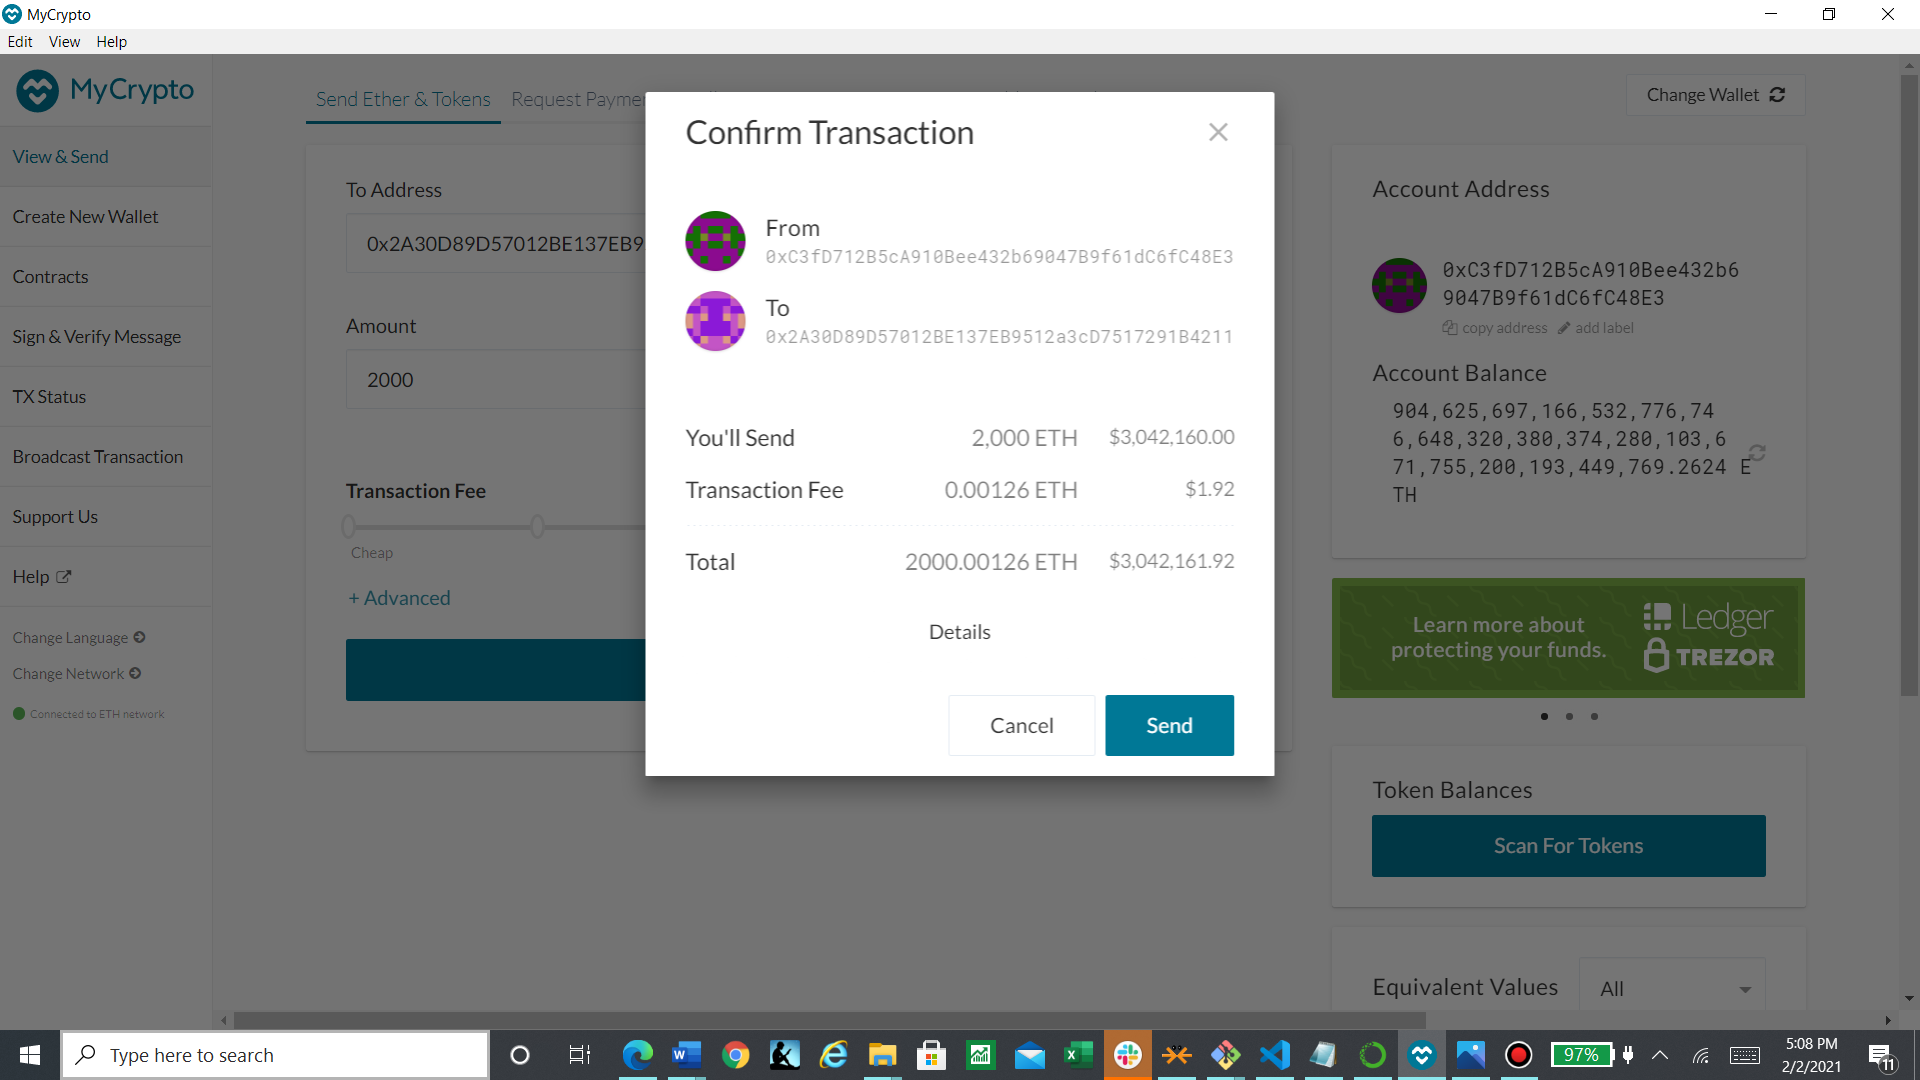 MyCrypto
Edit View Help
MyCrypto
Send Ether & Tokens Request Paymen
Change Wallet
View & Send
Create New Wallet
Contracts
Sign & Verify Message
TX Status
Broadcast Transaction
Support Us
Help
Change Language
Change Network
Connected to ETH network
To Address
0x2A30D89D57012BE137EB9
Amount
2000
Transaction Fee
Cheap
+ Advanced
Confirm Transaction
From
0xC3fD712B5cA910Bee432b69047B9f61dC6fC48E3
To
0x2A30D89D57012BE137EB9512a3cD7517291B4211
You'll Send 2,000 ETH $3,042,160.00
Transaction Fee 0.00126 ETH $1.92
Total 2000.00126 ETH $3,042,161.92
Details
Cancel Send
Account Address
0xC3fD712B5cA910Bee432b6
9047B9f61dC6fC48E3
copy address add label
Account Balance
904,625,697,166,532,776,74
6,648,320,380,374,280,103,6
71,755,200,193,449,769.2624 E
TH
Learn more about
protecting your funds.
Ledger
TREZOR
Token Balances
Scan For Tokens
Equivalent Values All
Type here to search
97%
5:08 PM
2/2/2021
11